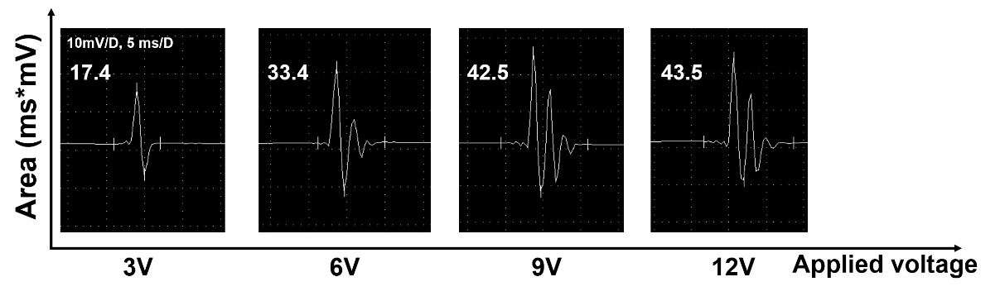 Area (ms*mV)
10mV/D, 5 ms/D
17.4
33.4
42.5
43.5
3V
6V
9V
12V
Applied voltage